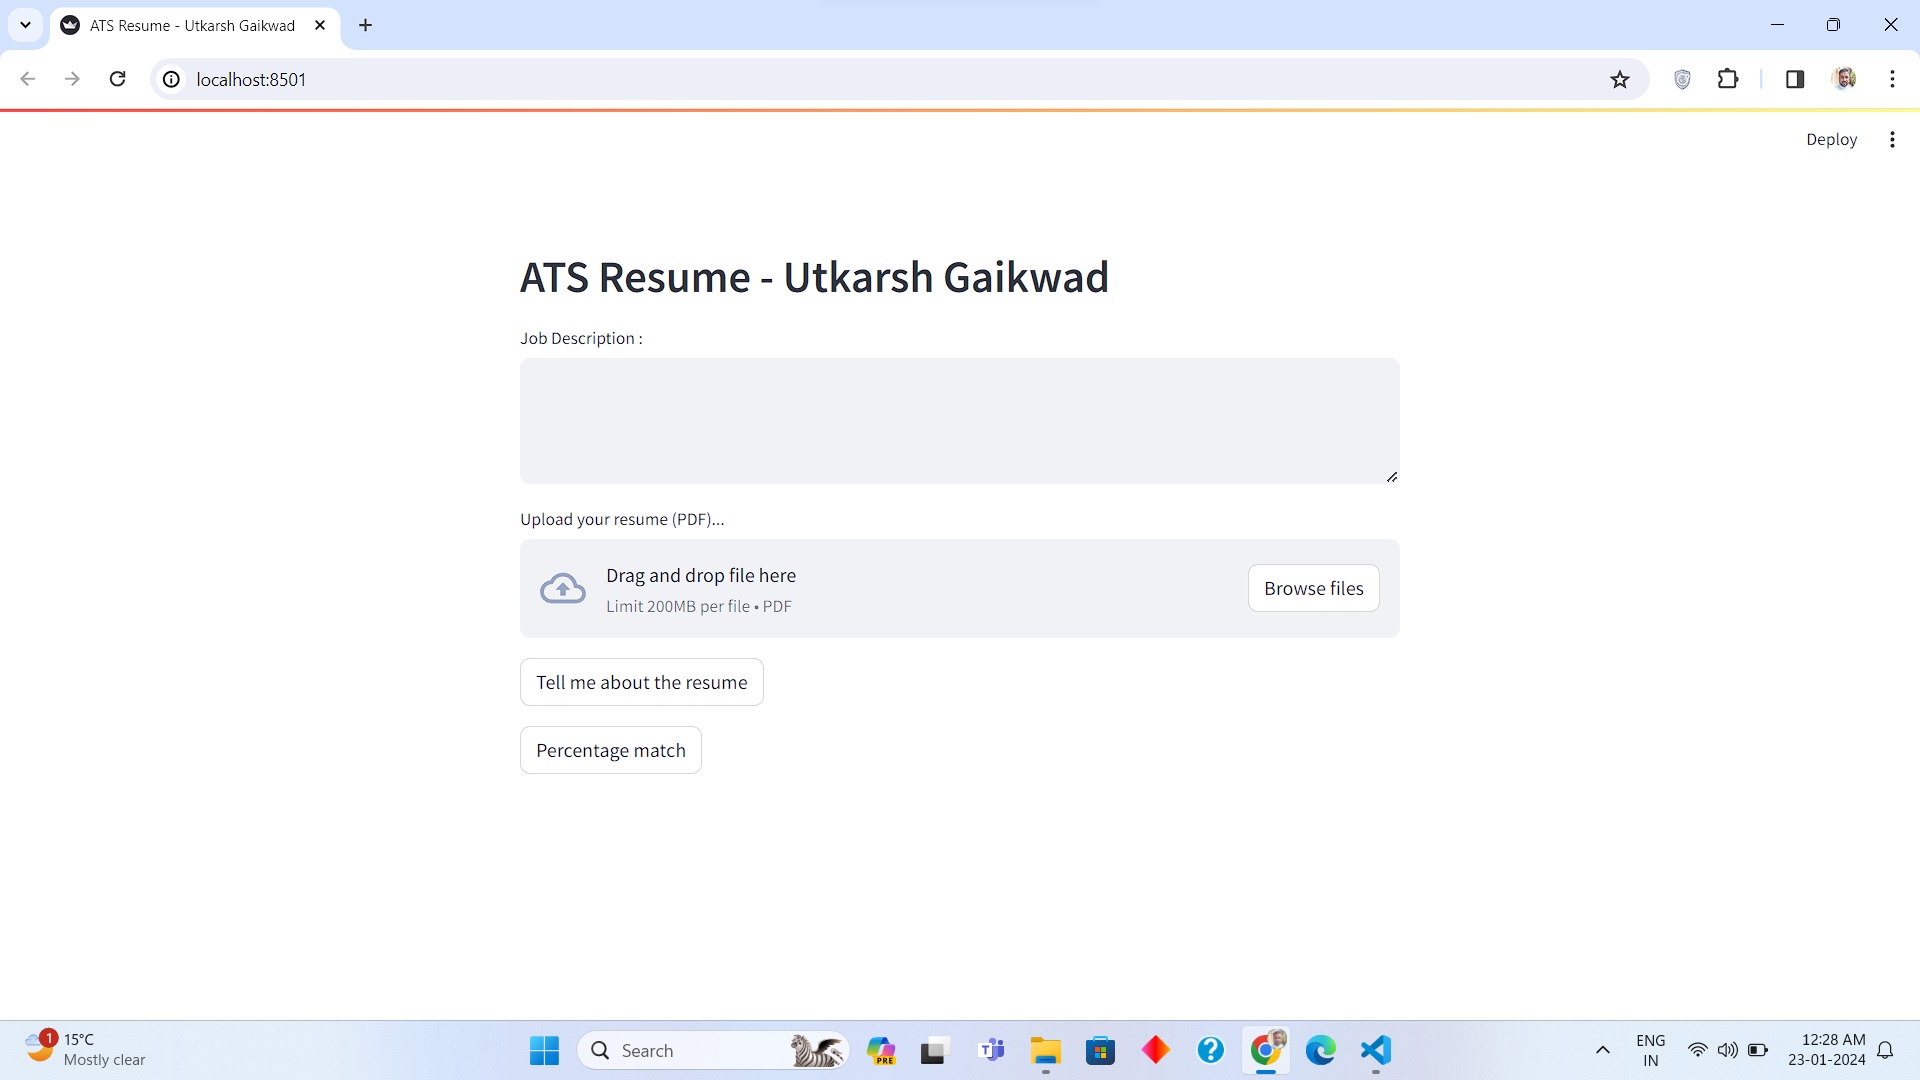 ATS Resume - Utkarsh Gaikwad
localhost:8501
Deploy
ATS Resume - Utkarsh Gaikwad
Job Description :
Upload your resume (PDF)...
Drag and drop file here
Limit 200MB per file • PDF
Browse files
Tell me about the resume
Percentage match
1
15°C
Mostly clear
Search
PRE
ENG
IN
12:28 AM
23-01-2024